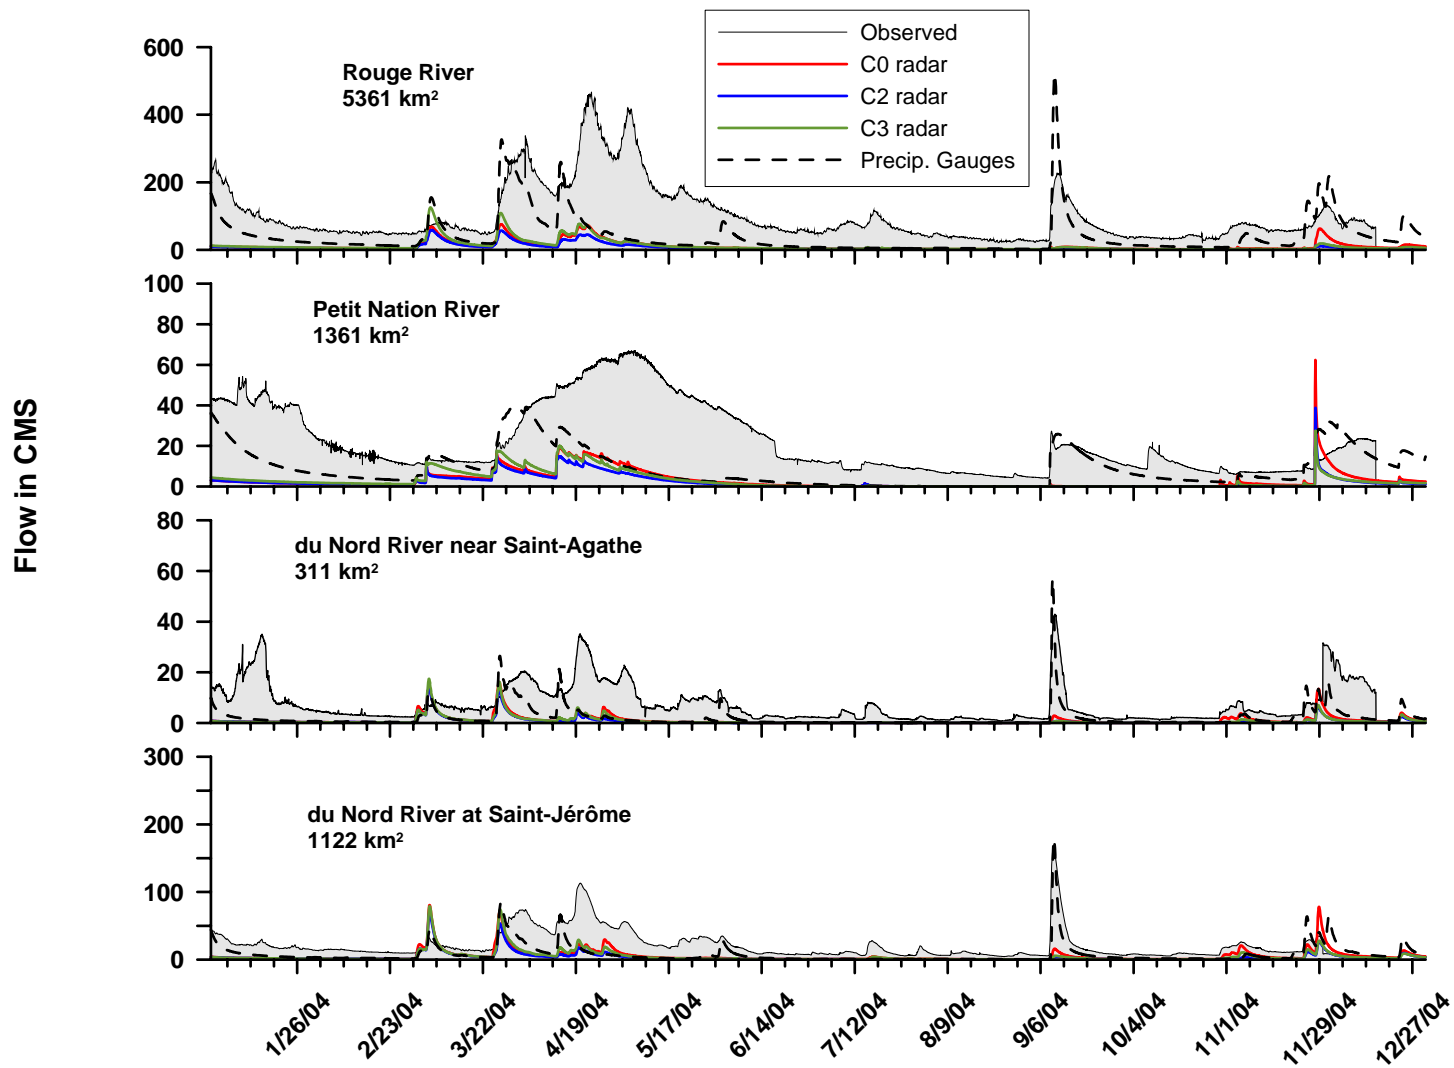 Observed
C0 radar
C2 radar
C3 radar
Precip. Gauges
Flow in CMS
600
400
200
0
Rouge River
5361 km²
100
80
60
40
20
0
Petit Nation River
1361 km²
80
60
40
20
0
du Nord River near Saint-Agathe
311 km²
300
200
100
0
du Nord River at Saint-Jérôme
1122 km²
1/26/04
2/23/04
3/22/04
4/19/04
5/17/04
6/14/04
7/12/04
8/9/04
9/6/04
10/4/04
11/1/04
11/29/04
12/27/04